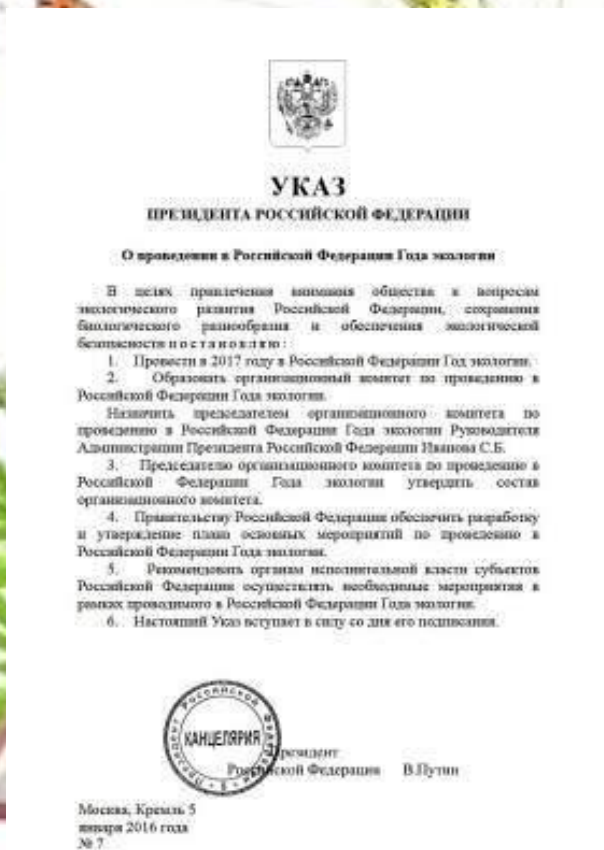 УКАЗ
ПРЕЗИДЕНТА РОССИЙСКОЙ ФЕДЕРАЦИИ
О проведении в Российской Федерации Года экологии
В целях привлечения внимания общества к вопросам
экологического развития Российской Федерации, сохранения
биологического разнообразия и обеспечения экологической
безопасности п о с т а н о в л я ю :
1. Провести в 2017 году в Российской Федерации Год экологии.
2. Образовать организационный комитет по проведению в
Российской Федерации Года экологии.
Назначить председателем организационного комитета по
проведению в Российской Федерации Года экологии Руководителя
Администрации Президента Российской Федерации Иванова С.Б.
3. Председателю организационного комитета по проведению в
Российской Федерации Года экологии утвердить состав
организационного комитета.
4. Правительству Российской Федерации обеспечить разработку
и утверждение плана основных мероприятий по проведению в
Российской Федерации Года экологии.
5. Рекомендовать органам исполнительной власти субъектов
Российской Федерации осуществлять необходимые мероприятия в
рамках проводимого в Российской Федерации Года экологии.
6. Настоящий Указ вступает в силу со дня его подписания.
Президент Российской Федерации
КАНЦЕЛЯРИЯ
Президент
Российской Федерации В.Путин
Москва, Кремль 5
января 2016 года
№ 7